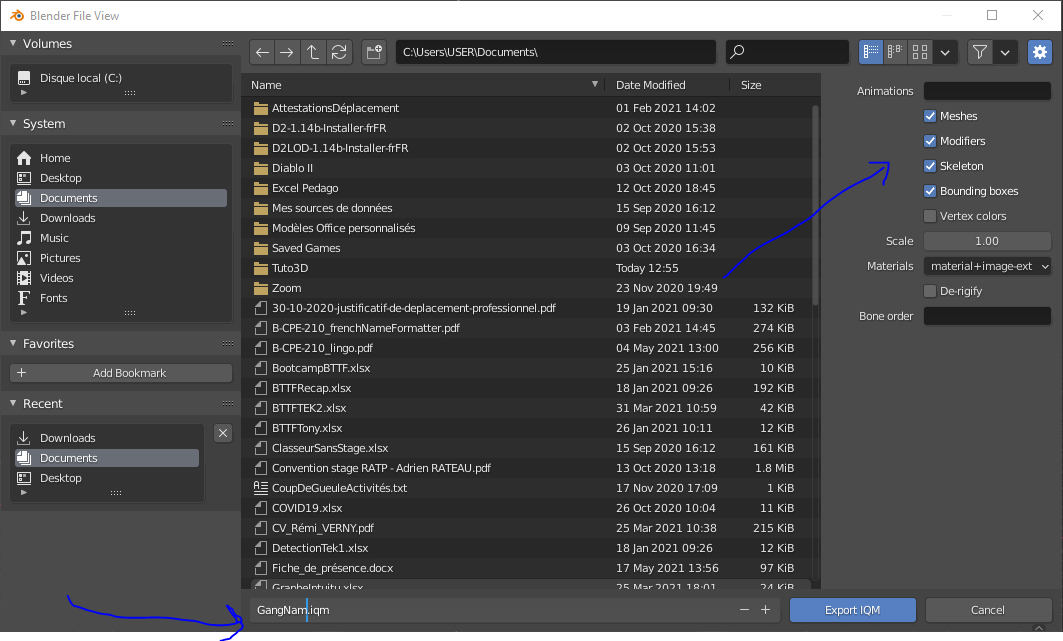 Blender File View
Volumes
Disque local (C:)
System
Home
Desktop
Documents
Downloads
Music
Pictures
Videos
Fonts
Favorites
Add Bookmark
Recent
Downloads
Documents
Desktop
C:\Users\USER\Documents\
Name Date Modified Size
AttestationsDéplacement 01 Feb 2021 14:02
D2-1.14b-Installer-frFR 02 Oct 2020 15:38
D2LOD-1.14b-Installer-frFR 02 Oct 2020 15:53
Diablo II 03 Oct 2020 11:01
Excel Pedago 12 Oct 2020 18:45
Mes sources de données 15 Sep 2020 16:12
Modèles Office personnalisés 09 Sep 2020 11:45
Saved Games 03 Oct 2020 16:34
Tuto3D Today 12:55
Zoom 23 Nov 2020 19:49
30-10-2020-justificatif-de-deplacement-professionnel.pdf 19 Jan 2021 09:30 132 KiB
B-CPE-210_frenchNameFormatter.pdf 03 Feb 2021 14:45 274 KiB
B-CPE-210_lingo.pdf 04 May 2021 13:00 256 KiB
BootcampBTTF.xlsx 25 Jan 2021 15:16 10 KiB
BTTFRecap.xlsx 18 Jan 2021 09:26 192 KiB
BTTFTEK2.xlsx 31 Mar 2021 10:59 42 KiB
BTTFTony.xlsx 26 Jan 2021 10:11 12 KiB
ClasseurSansStage.xlsx 15 Sep 2020 16:12 161 KiB
Convention stage RATP - Adrien RATEAU.pdf 13 Oct 2020 13:18 1.8 MiB
CoupDeGueuleActivités.txt 17 Nov 2020 17:09 1 KiB
COVID19.xlsx 26 Oct 2020 10:04 11 KiB
CV_Rémi_VERNY.pdf 25 Mar 2021 10:38 215 KiB
DetectionTek1.xlsx 18 Jan 2021 09:26 12 KiB
Fiche_de_présence.docx 17 May 2021 13:56 97 KiB
GrapheIntuitu.xlsx 25 Mar 2021 18:01 24 KiB
GangNam.iqm
Export IQM
Cancel
Animations
Meshes
Modifiers
Skeleton
Bounding boxes
Vertex colors
Scale 1.00
Materials material+image-ext
De-rigify
Bone order